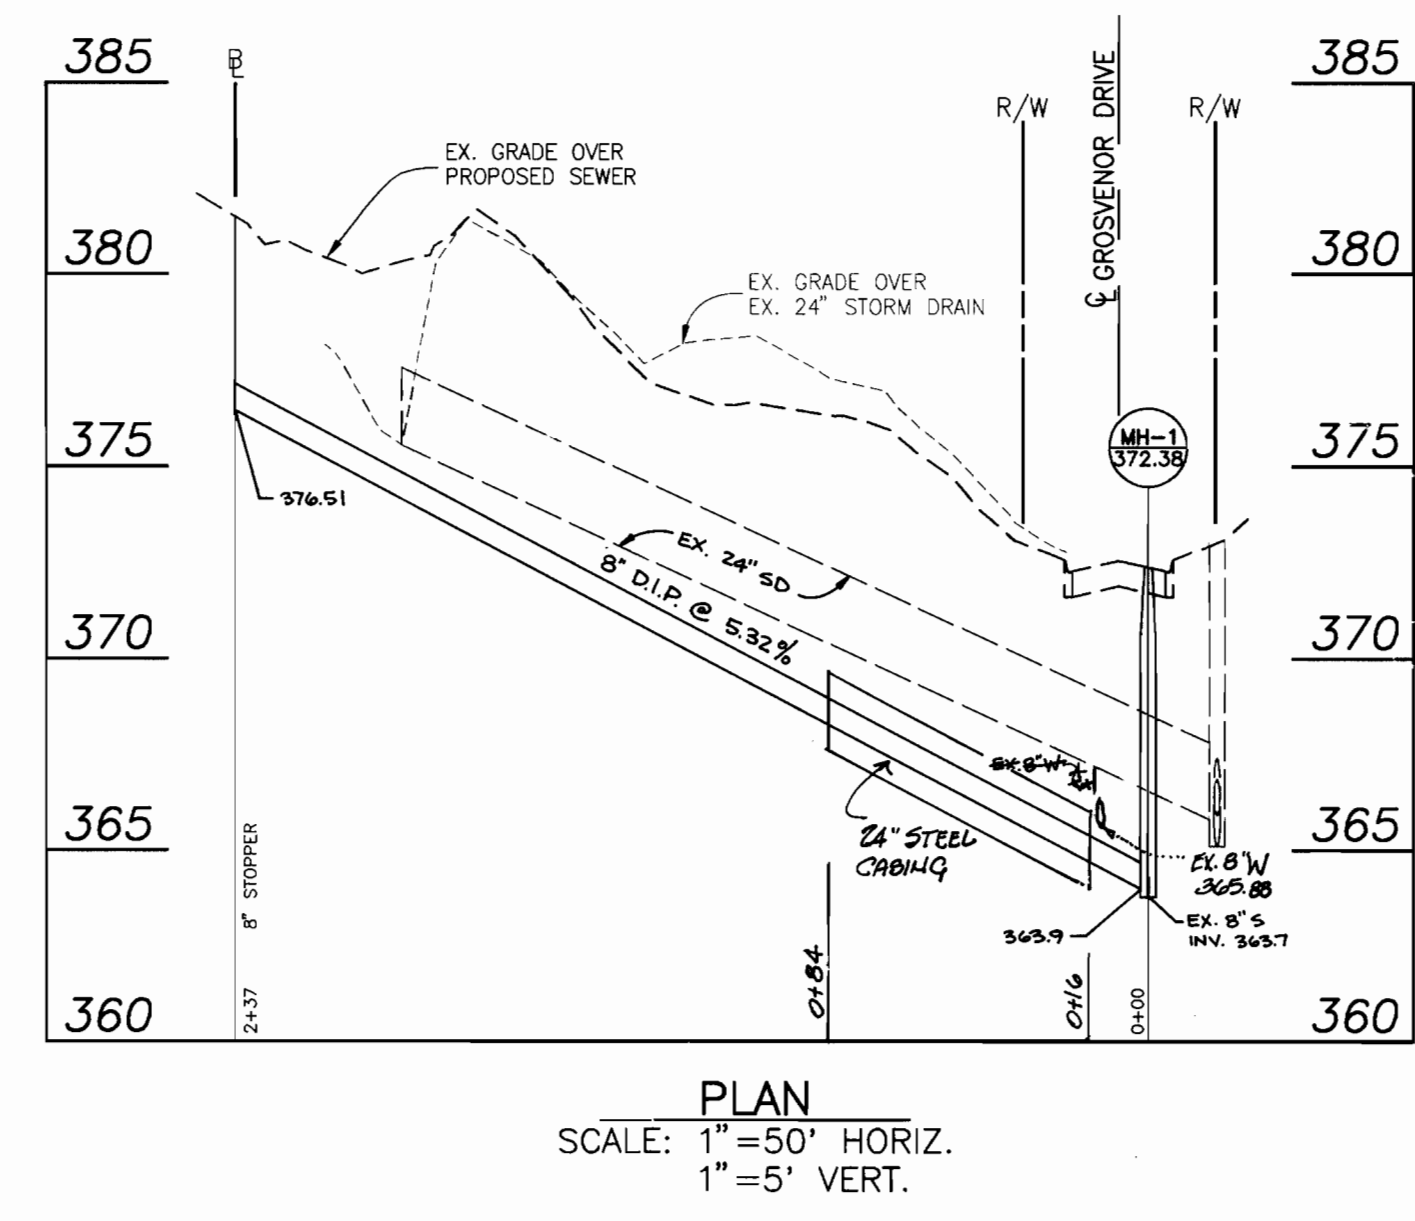 385
385
PL
R/W
R/W
℄ GROSVENOR DRIVE
EX. GRADE OVER
PROPOSED SEWER
380
380
EX. GRADE OVER
EX. 24" STORM DRAIN
375
375
MH-1
372.38
376.51
EX. 24" SD
8" D.I.P. @ 5.32%
370
370
EX. 8" W
365
365
24" STEEL
CASING
EX. 8" W
365.88
363.9
EX. 8" S
INV. 363.7
8" STOPPER
2+37
0+84
0+16
0+00
360
360
PLAN
SCALE: 1"=50' HORIZ.
1"=5' VERT.